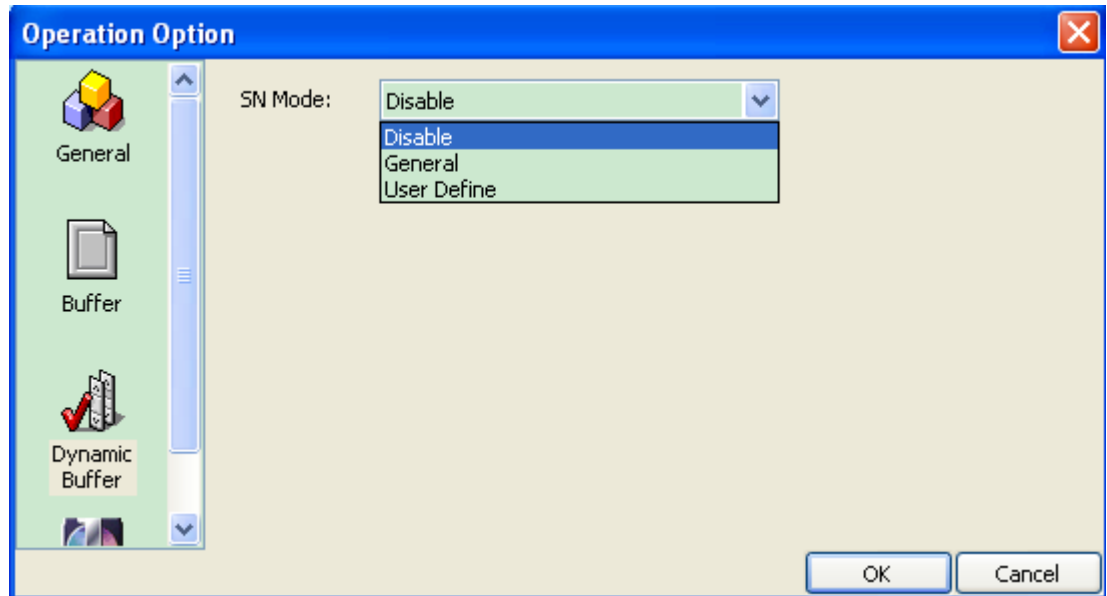 Operation Option
General
Buffer
Dynamic
Buffer
SN Mode:
Disable
Disable
General
User Define
OK
Cancel